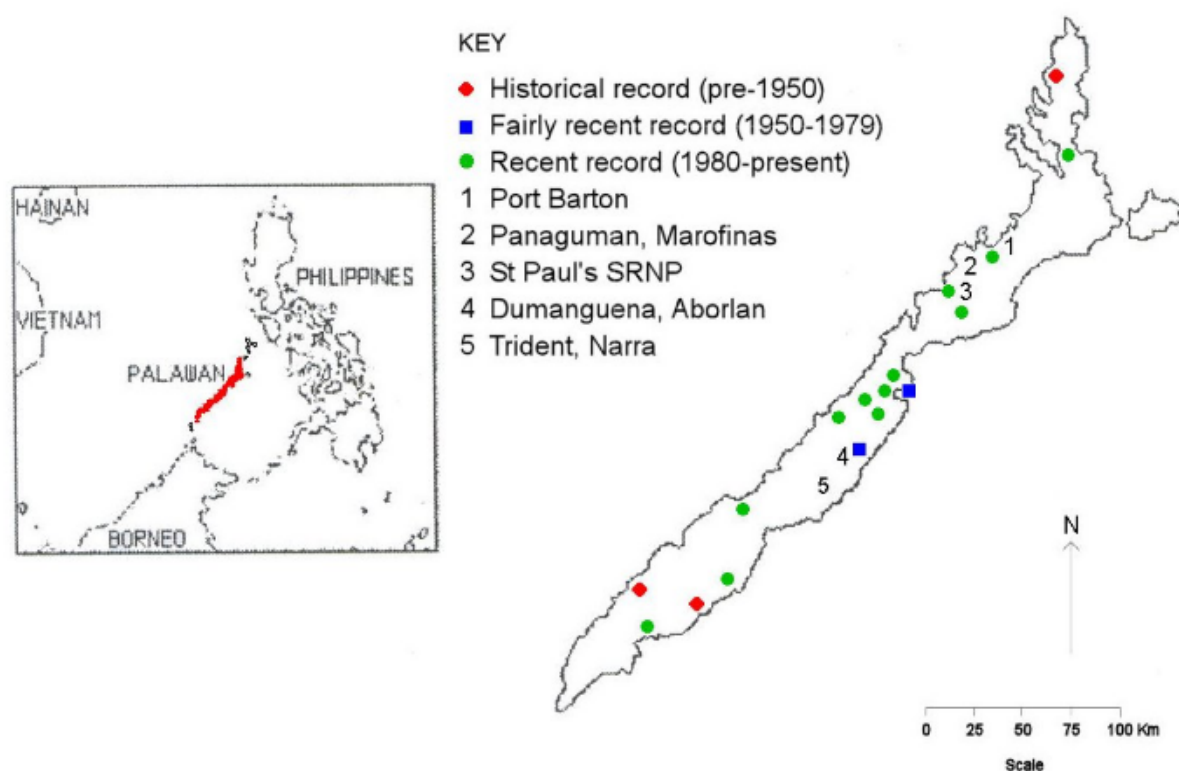 KEY
Historical record (pre-1950)
Fairly recent record (1950-1979)
Recent record (1980-present)
1 Port Barton
2 Panaguman, Marofinas
3 St Paul's SRNP
4 Dumanguena, Aborlan
5 Trident, Narra
HAINAN
PHILIPPINES
VIETNAM
PALAWAN
BORNEO
1
2
3
4
5
N
0 25 50 75 100 Km
Scale